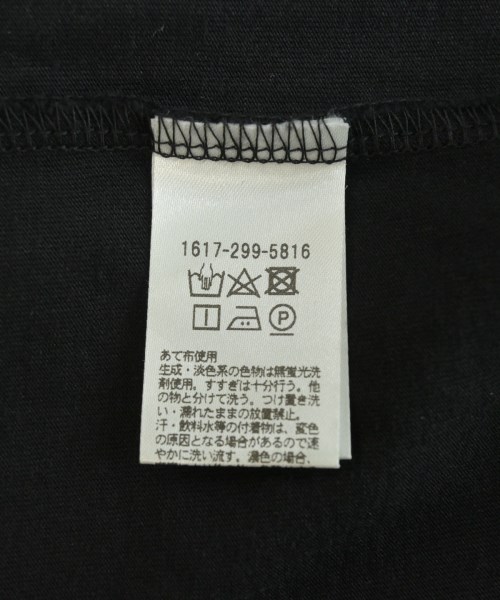 1617-299-5816
P
あて布使用
生成・淡色系の色物は無蛍光洗
剤使用。すすぎは十分行う。他
の物と分けて洗う。つけ置き洗
い・濡れたままの放置禁止。
汗・飲料水等の付着物は、変色
の原因となる場合があるので速
やかに洗い流す。濃色の場合、